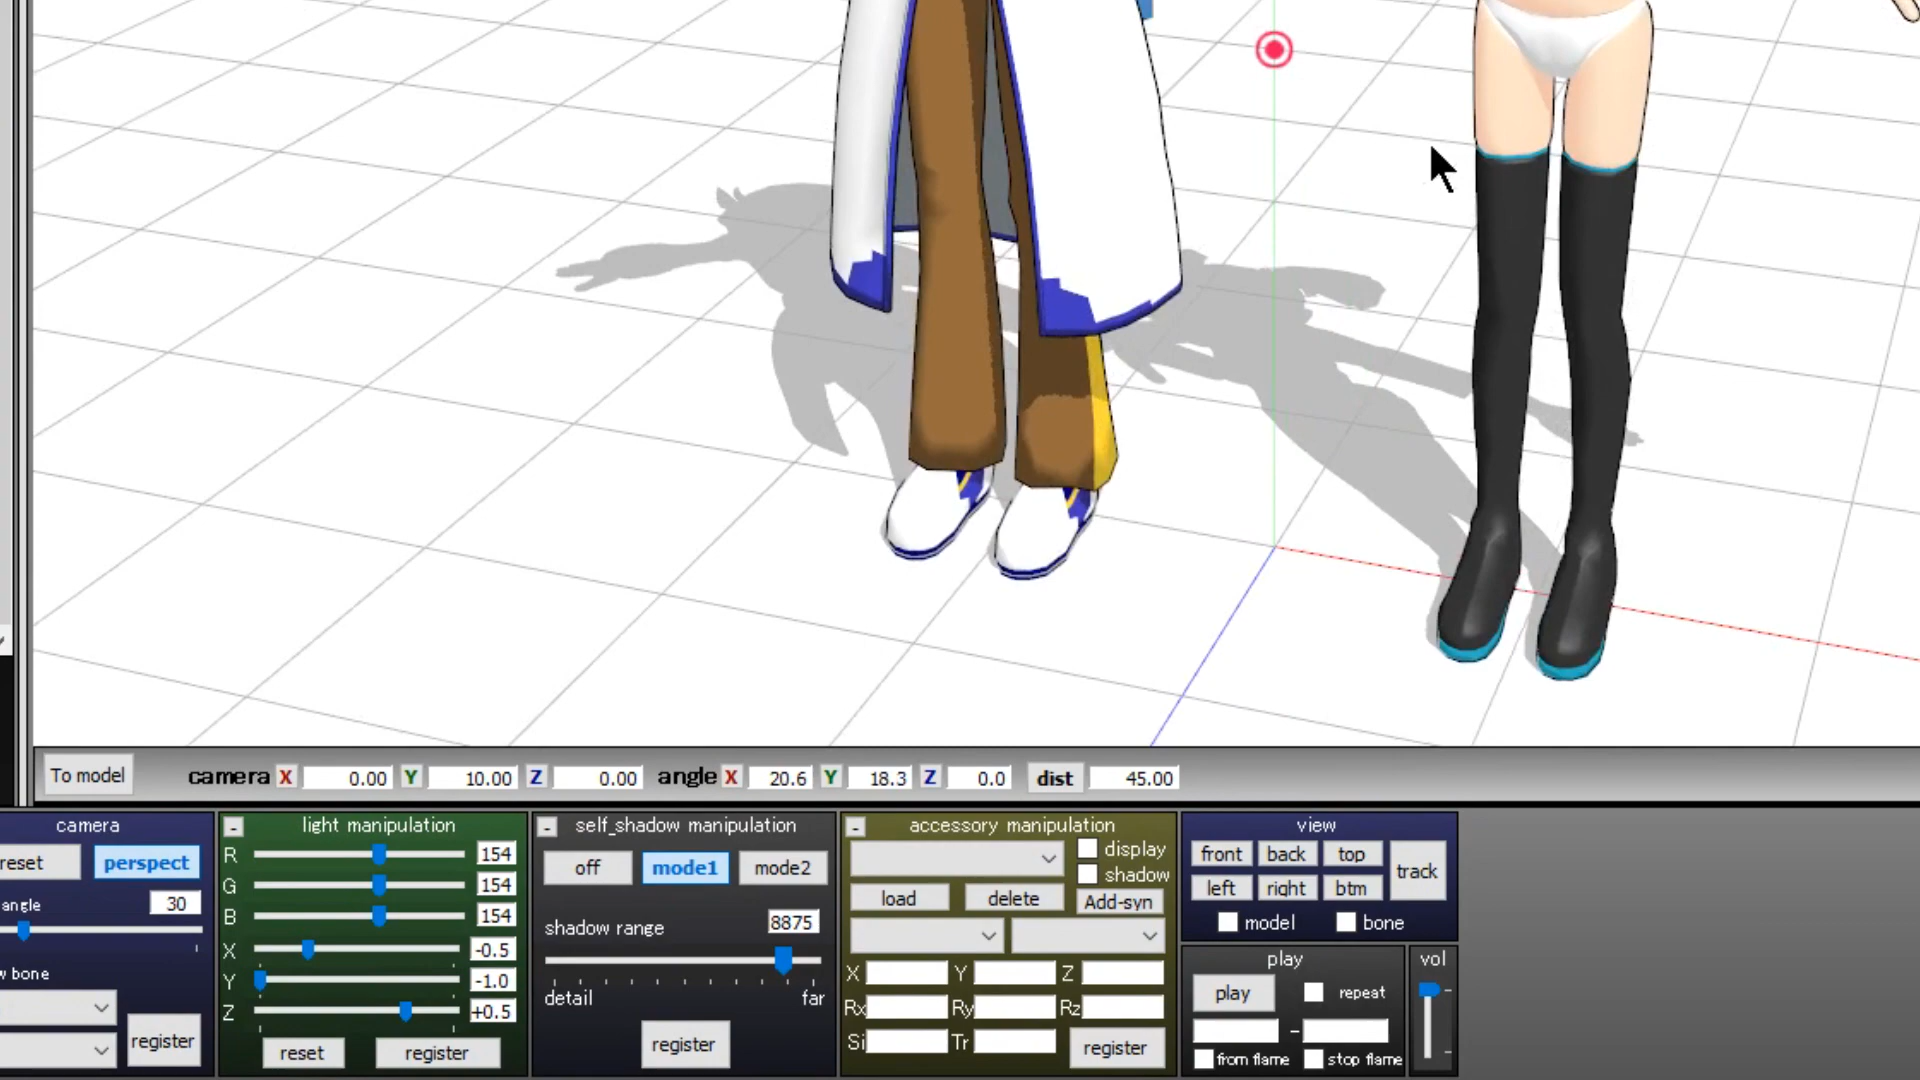 To model camera X 0.00 Y 10.00 Z 0.00 angle X 20.6 Y 18.3 Z 0.0 dist 45.00
camera
reset perspect
angle 30
w bone
register
- light manipulation
R 154
G 154
B 154
X -0.5
Y -1.0
Z +0.5
reset register
- self_shadow manipulation
off mode1 mode2
shadow range 8875
detail far
register
- accessory manipulation
display
shadow
load delete Add-syn
X Y Z
Rx Ry Rz
Si Tr register
view
front back top track
left right btm
model bone
play
play repeat
-
from flame stop flame
vol